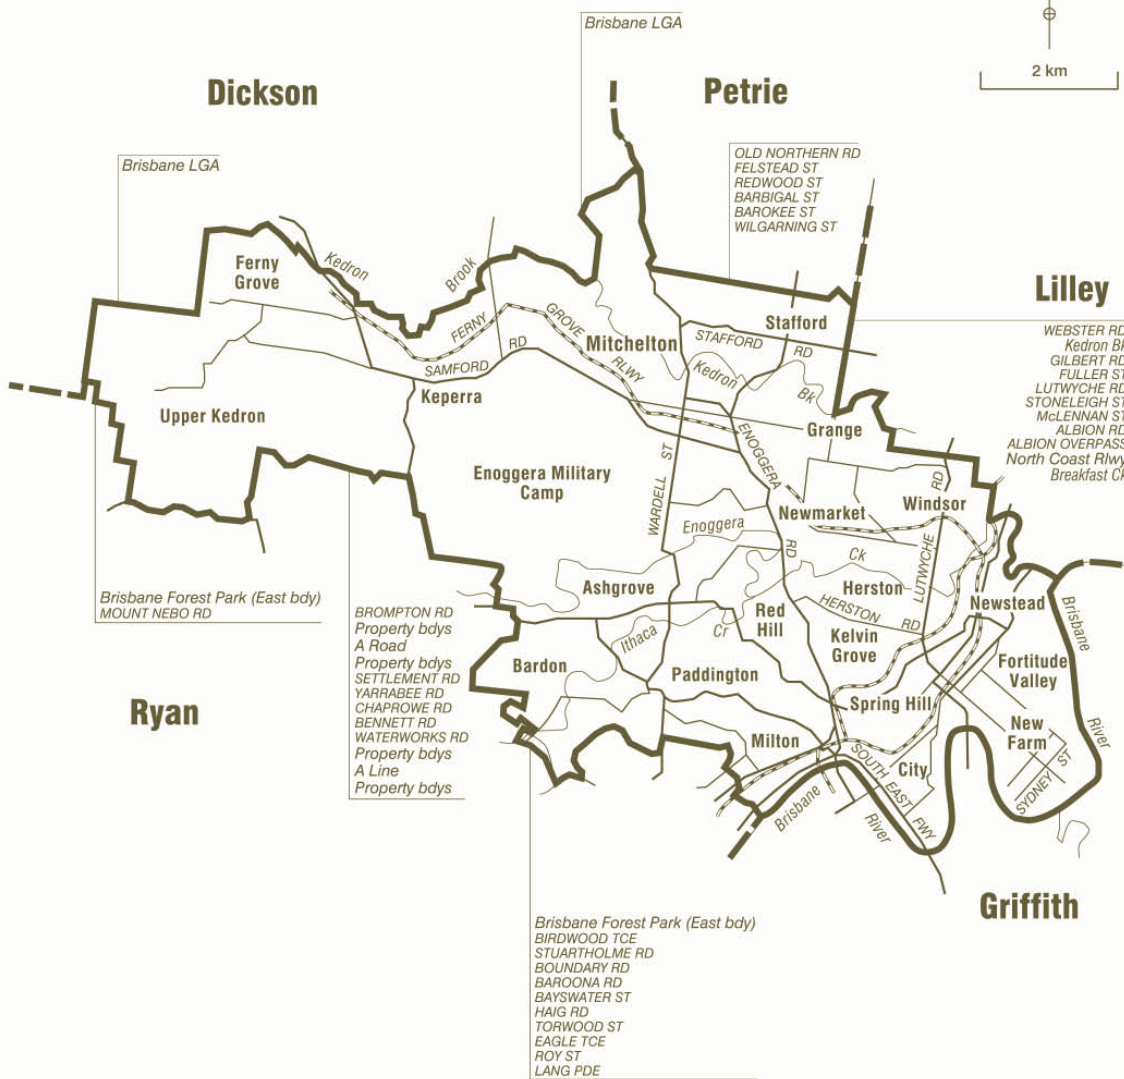 Brisbane LGA
2 km
Dickson
Petrie
Brisbane LGA
OLD NORTHERN RD
FELSTEAD ST
REDWOOD ST
BARBIGAL ST
BAROKEE ST
WILGARNING ST
Ferny
Grove
Kedron
Brook
Lilley
WEBSTER RD
Kedron Bk
GILBERT RD
FULLER ST
LUTWYCHE RD
STONELEIGH ST
McLENNAN ST
ALBION RD
ALBION OVERPASS
North Coast Rlwy
Breakfast Ck
FERNY
GROVE
RLWY
SAMFORD
RD
Mitchelton
Stafford
STAFFORD
RD
Kedron
Bk
Keperra
Upper Kedron
Grange
Enoggera Military
Camp
WARDELL ST
ENOGGERA
RD
Newmarket
Windsor
LUTWYCHE
RD
Enoggera
Ck
Ashgrove
Herston
HERSTON
RD
Newstead
Brisbane
River
Brisbane Forest Park (East bdy)
MOUNT NEBO RD
BROMPTON RD
Property bdys
A Road
Property bdys
SETTLEMENT RD
YARRABEE RD
CHAPROWE RD
BENNETT RD
WATERWORKS RD
Property bdys
A Line
Property bdys
Ithaca
Cr
Red
Hill
Kelvin
Grove
Bardon
Paddington
Fortitude
Valley
Ryan
Spring Hill
New
Farm
Milton
City
SYDNEY ST
SOUTH EAST FWY
Brisbane
River
Griffith
Brisbane Forest Park (East bdy)
BIRDWOOD TCE
STUARTHOLME RD
BOUNDARY RD
BAROONA RD
BAYSWATER ST
HAIG RD
TORWOOD ST
EAGLE TCE
ROY ST
LANG PDE